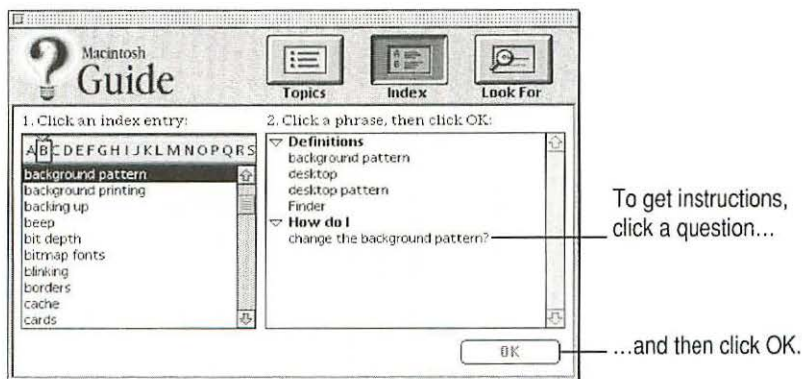 Macintosh
Guide
Topics
Index
Look For
1. Click an index entry:
A B C D E F G H I J K L M N O P Q R S
background pattern
background printing
backing up
beep
bit depth
bitmap fonts
blinking
borders
cache
cards
2. Click a phrase, then click OK:
Definitions
background pattern
desktop
desktop pattern
Finder
How do I
change the background pattern?
OK
To get instructions,
click a question...
...and then click OK.